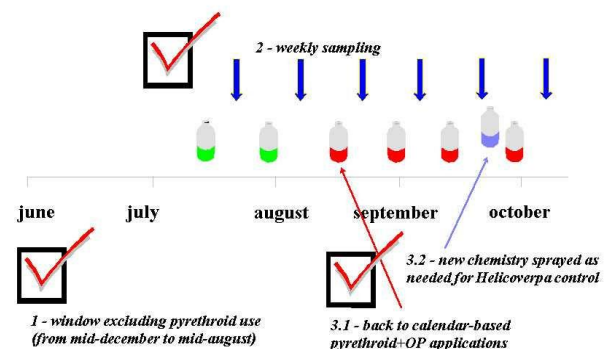 2 - weekly sampling
june july august september october
3.2 - new chemistry sprayed as
needed for Helicoverpa control
1 - window excluding pyrethroid use
(from mid-december to mid-august)
3.1 - back to calendar-based
pyrethroid+OP applications